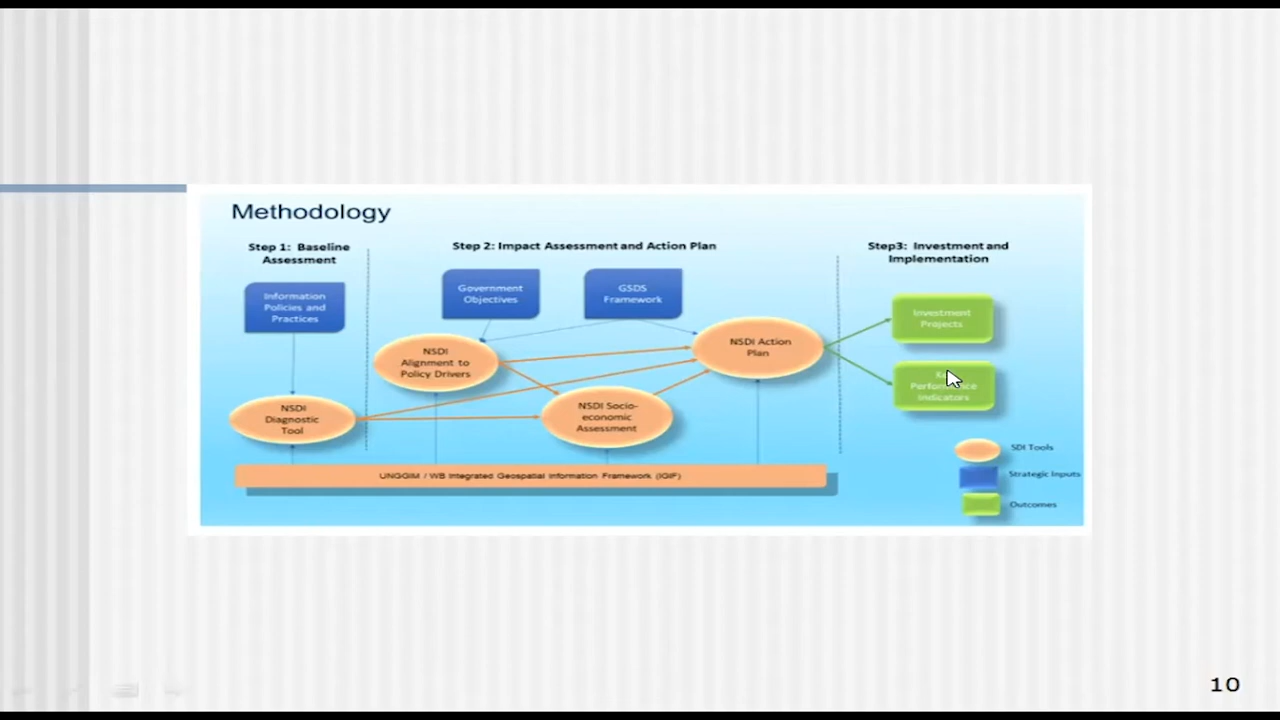 Methodology
Step 1: Baseline
Assessment
Step 2: Impact Assessment and Action Plan
Step3: Investment and
Implementation
Information
Policies and
Practices
Government
Objectives
GSDS
Framework
Investment
Projects
NSDI
Alignment to
Policy Drivers
NSDI Action
Plan
Indicators
NSDI
Diagnostic
Tool
NSDI Socio-
economic
Assessment
SDI Tools
UNGGIM / WB Integrated Geospatial Information Framework (IGIF)
Strategic Inputs
Outcomes
10